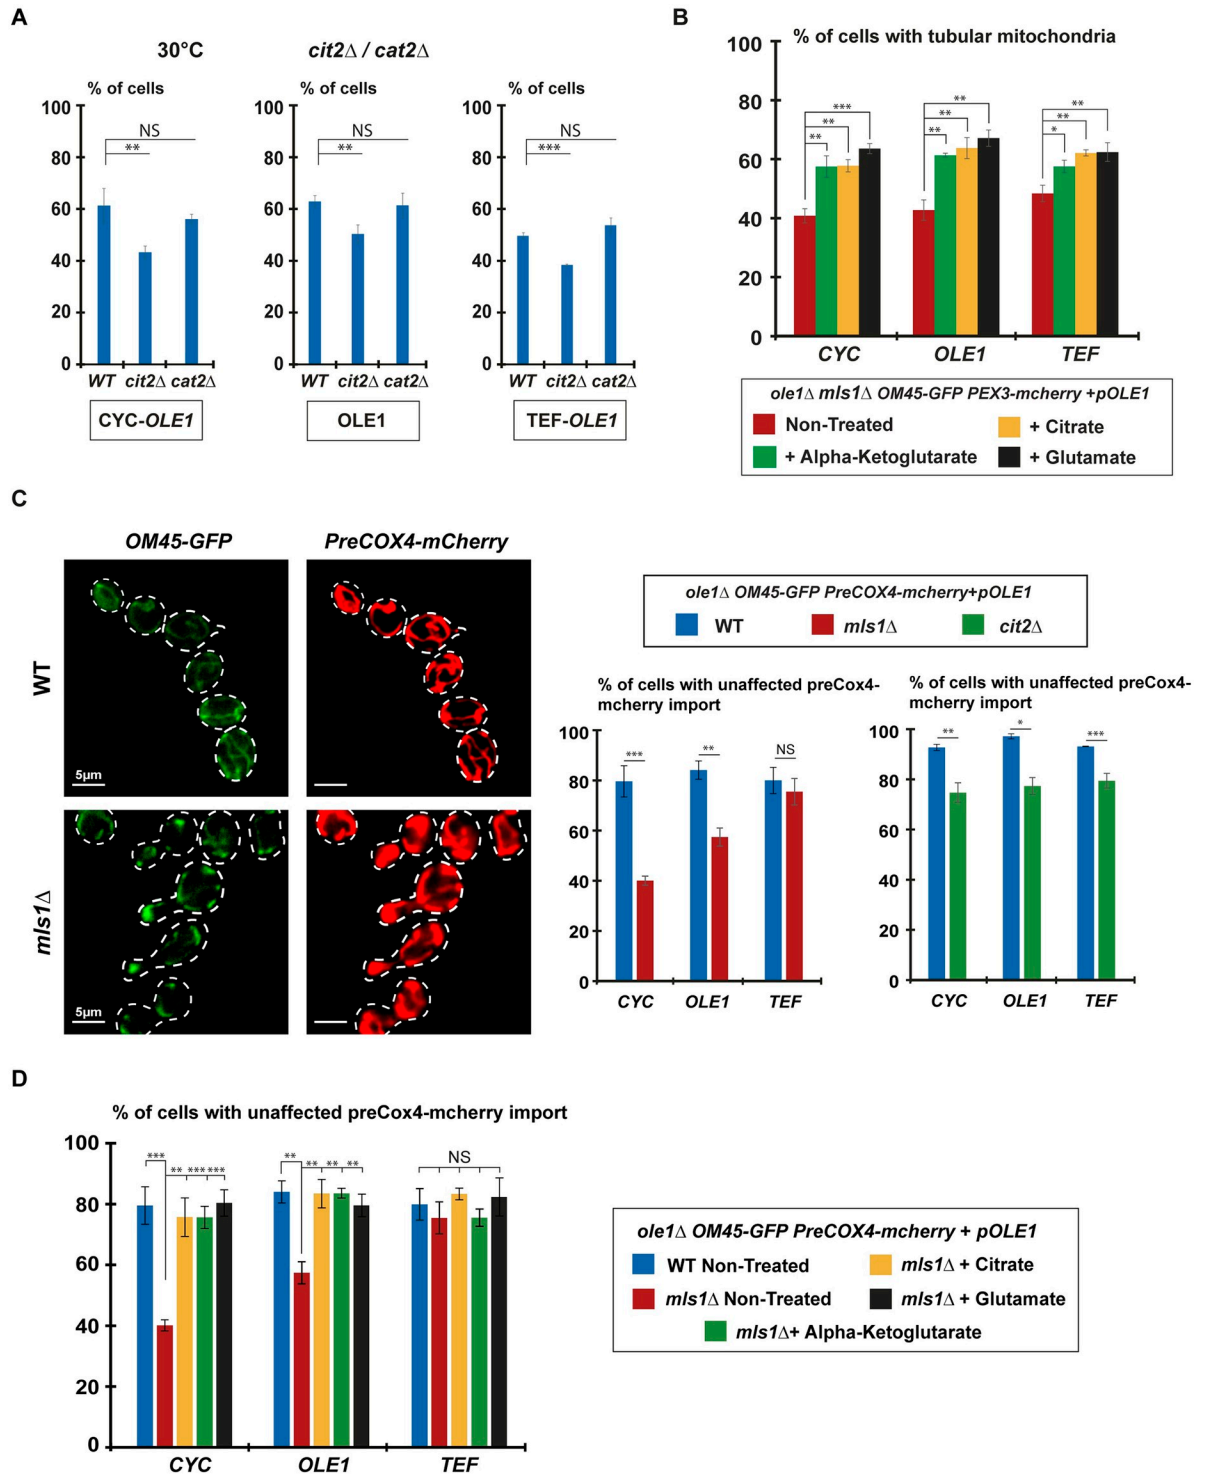 A
30°C
cit2Δ / cat2Δ
% of cells
% of cells
% of cells
100
80
60
40
20
0
NS
**
WT cit2Δ cat2Δ
CYC-OLE1
100
80
60
40
20
0
NS
**
WT cit2Δ cat2Δ
OLE1
100
80
60
40
20
0
NS
***
WT cit2Δ cat2Δ
TEF-OLE1
B
% of cells with tubular mitochondria
100
80
60
40
20
0
***
**
**
**
**
**
**
**
*
CYC OLE1 TEF
ole1Δ mls1Δ OM45-GFP PEX3-mcherry +pOLE1
Non-Treated
+ Citrate
+ Alpha-Ketoglutarate
+ Glutamate
C
OM45-GFP
PreCOX4-mCherry
WT
5µm
mls1Δ
5µm
ole1Δ OM45-GFP PreCOX4-mcherry+pOLE1
WT
mls1Δ
cit2Δ
% of cells with unaffected preCox4-
mcherry import
100
80
60
40
20
0
***
**
NS
CYC OLE1 TEF
% of cells with unaffected preCox4-
mcherry import
100
80
60
40
20
0
**
*
***
CYC OLE1 TEF
D
% of cells with unaffected preCox4-mcherry import
100
80
60
40
20
0
***
** *** ***
**
** ** **
NS
CYC OLE1 TEF
ole1Δ OM45-GFP PreCOX4-mcherry + pOLE1
WT Non-Treated
mls1Δ + Citrate
mls1Δ Non-Treated
mls1Δ + Glutamate
mls1Δ+ Alpha-Ketoglutarate